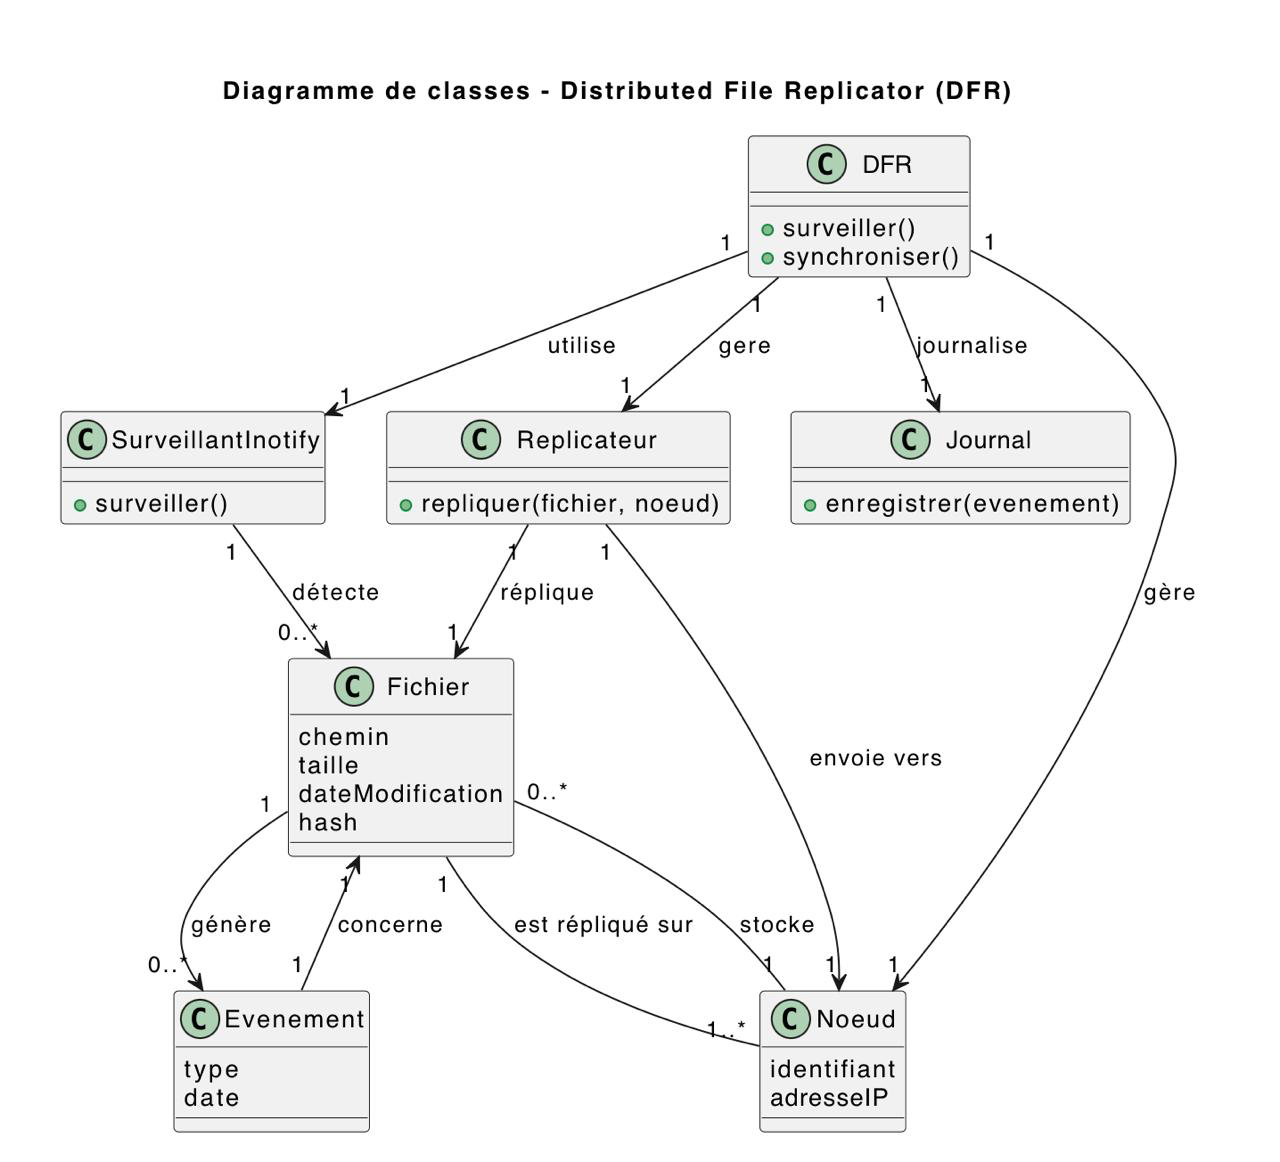 Diagramme de classes - Distributed File Replicator (DFR)
C DFR
surveiller()
synchroniser()
1
1
1
1
utilise
gere
journalise
1
1
1
C SurveillantInotify
surveiller()
C Replicateur
repliquer(fichier, noeud)
C Journal
enregistrer(evenement)
1
1
1
détecte
réplique
gère
0..*
1
C Fichier
chemin
taille
dateModification
hash
envoie vers
1
0..*
1
1
génère
concerne
est répliqué sur
stocke
0..*
1
1
1
1
C Evenement
type
date
1..*
C Noeud
identifiant
adresseIP